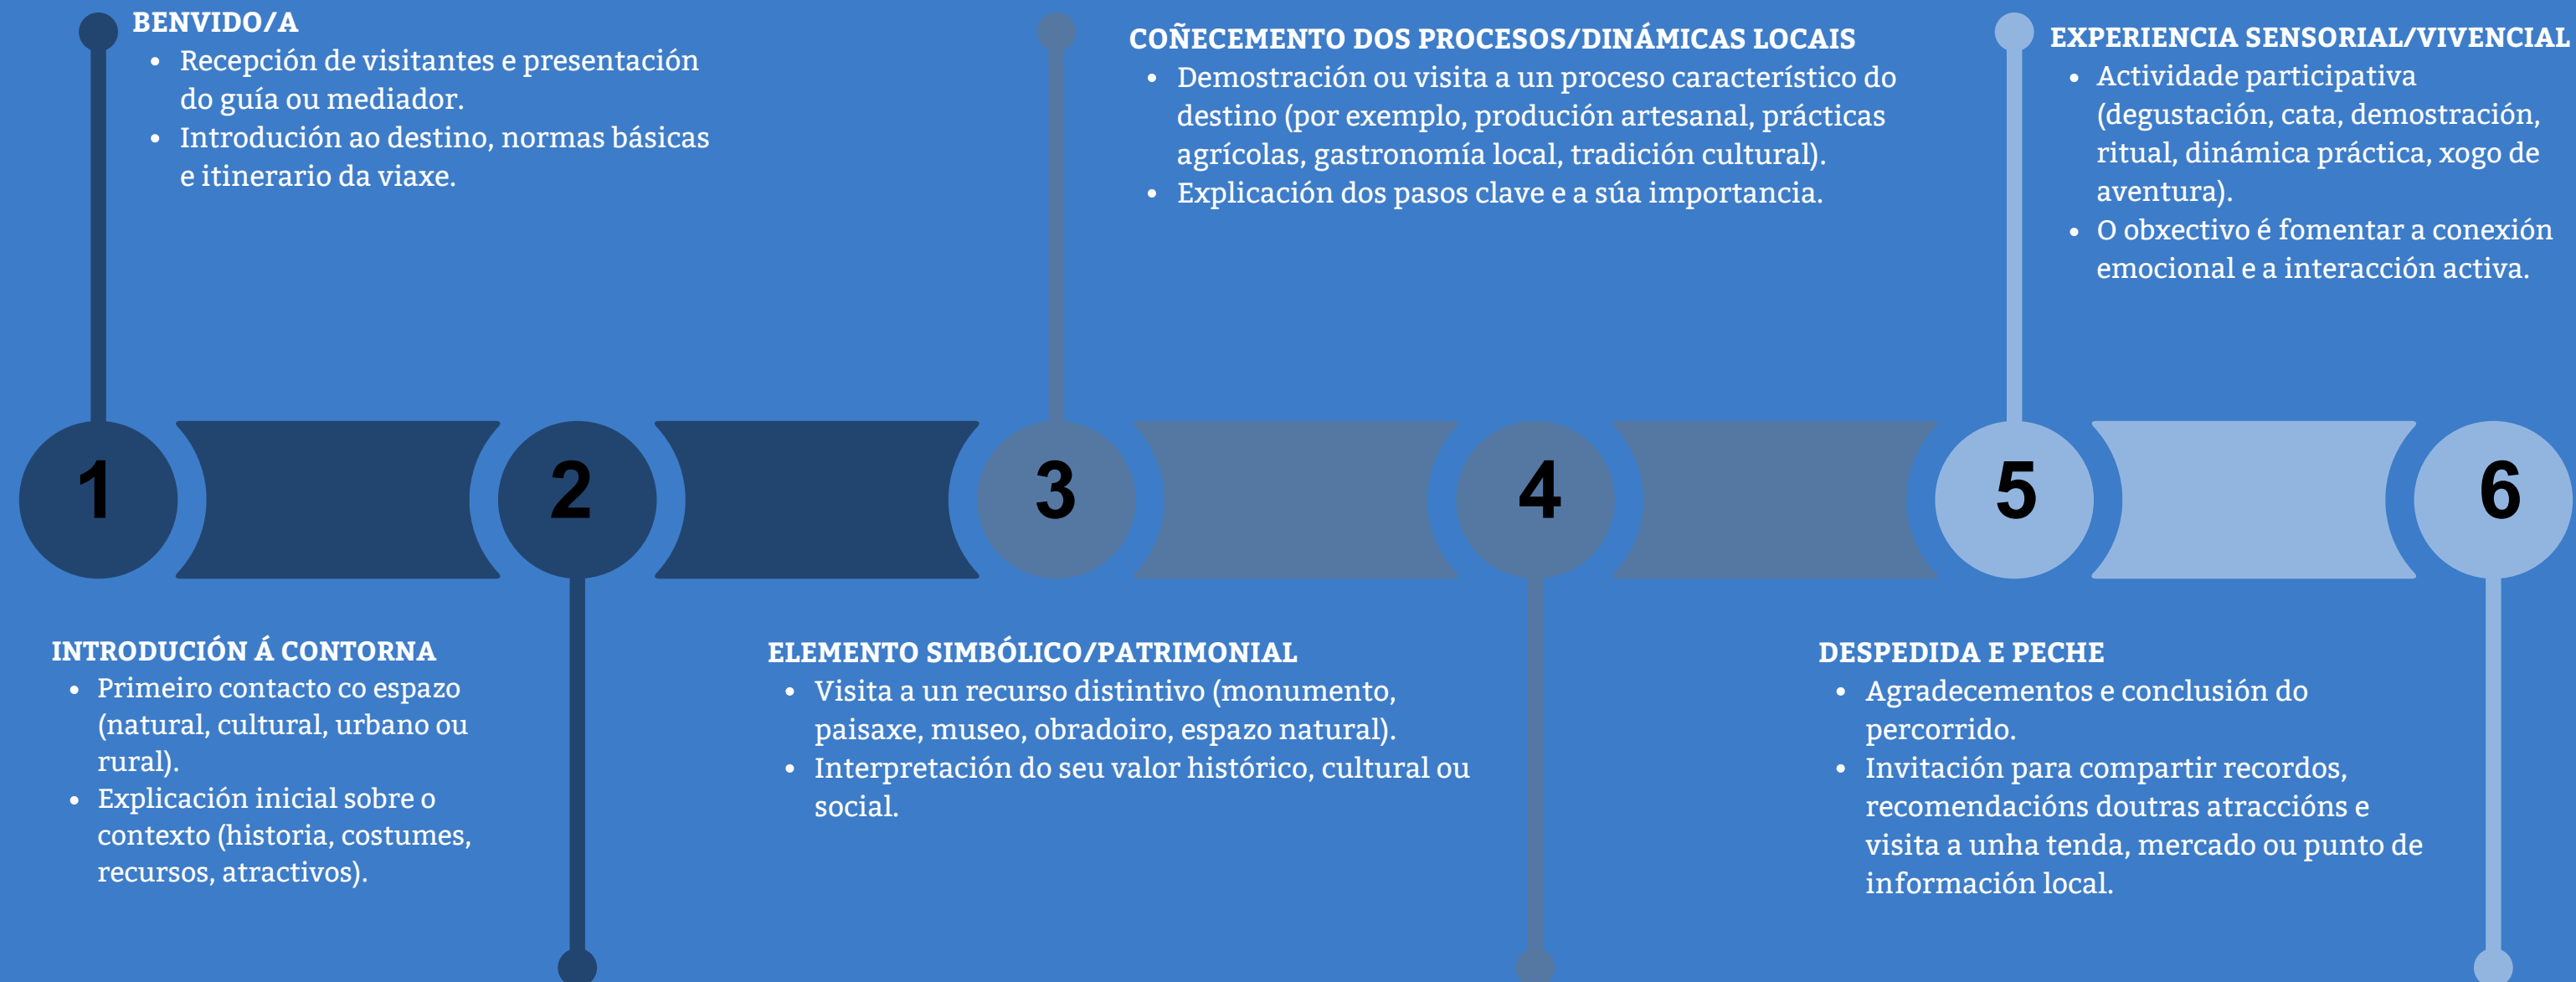 BENVIDO/A
• Recepción de visitantes e presentación
do guía ou mediador.
• Introdución ao destino, normas básicas
e itinerario da viaxe.
COÑECEMENTO DOS PROCESOS/DINÁMICAS LOCAIS
• Demostración ou visita a un proceso característico do
destino (por exemplo, produción artesanal, prácticas
agrícolas, gastronomía local, tradición cultural).
• Explicación dos pasos clave e a súa importancia.
EXPERIENCIA SENSORIAL/VIVENCIAL
• Actividade participativa
(degustación, cata, demostración,
ritual, dinámica práctica, xogo de
aventura).
• O obxectivo é fomentar a conexión
emocional e a interacción activa.
1
2
3
4
5
6
INTRODUCIÓN Á CONTORNA
• Primeiro contacto co espazo
(natural, cultural, urbano ou
rural).
• Explicación inicial sobre o
contexto (historia, costumes,
recursos, atractivos).
ELEMENTO SIMBÓLICO/PATRIMONIAL
• Visita a un recurso distintivo (monumento,
paisaxe, museo, obradoiro, espazo natural).
• Interpretación do seu valor histórico, cultural ou
social.
DESPEDIDA E PECHE
• Agradecementos e conclusión do
percorrido.
• Invitación para compartir recordos,
recomendacións doutras atraccións e
visita a unha tenda, mercado ou punto de
información local.